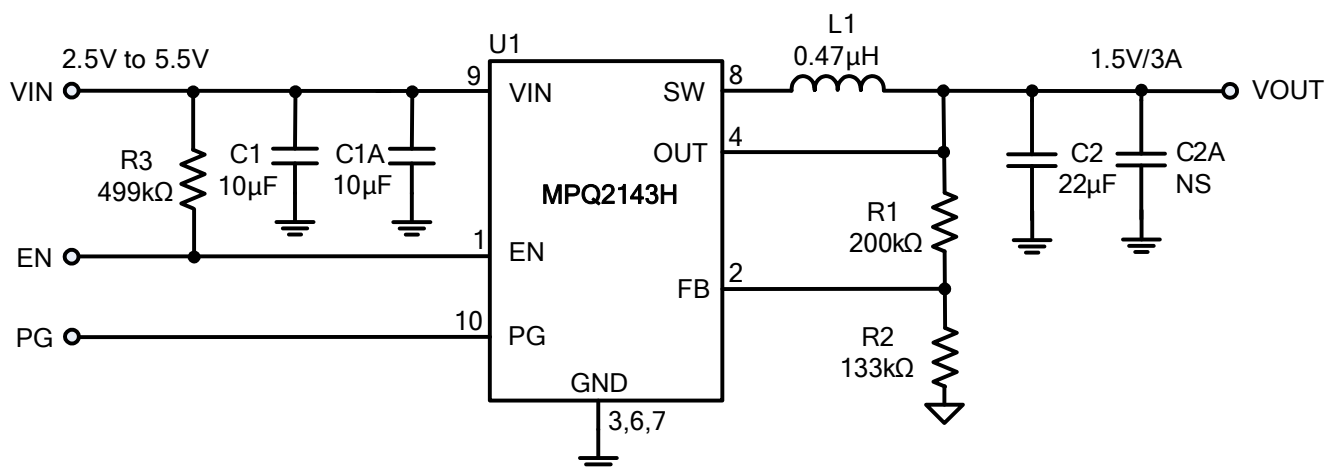 2.5V to 5.5V
VIN
R3
499kΩ
C1
10μF
C1A
10μF
EN
PG
U1
9
VIN
1
EN
10
PG
MPQ2143H
GND
3,6,7
SW
8
OUT
4
FB
2
L1
0.47μH
R1
200kΩ
R2
133kΩ
1.5V/3A
VOUT
C2
22μF
C2A
NS